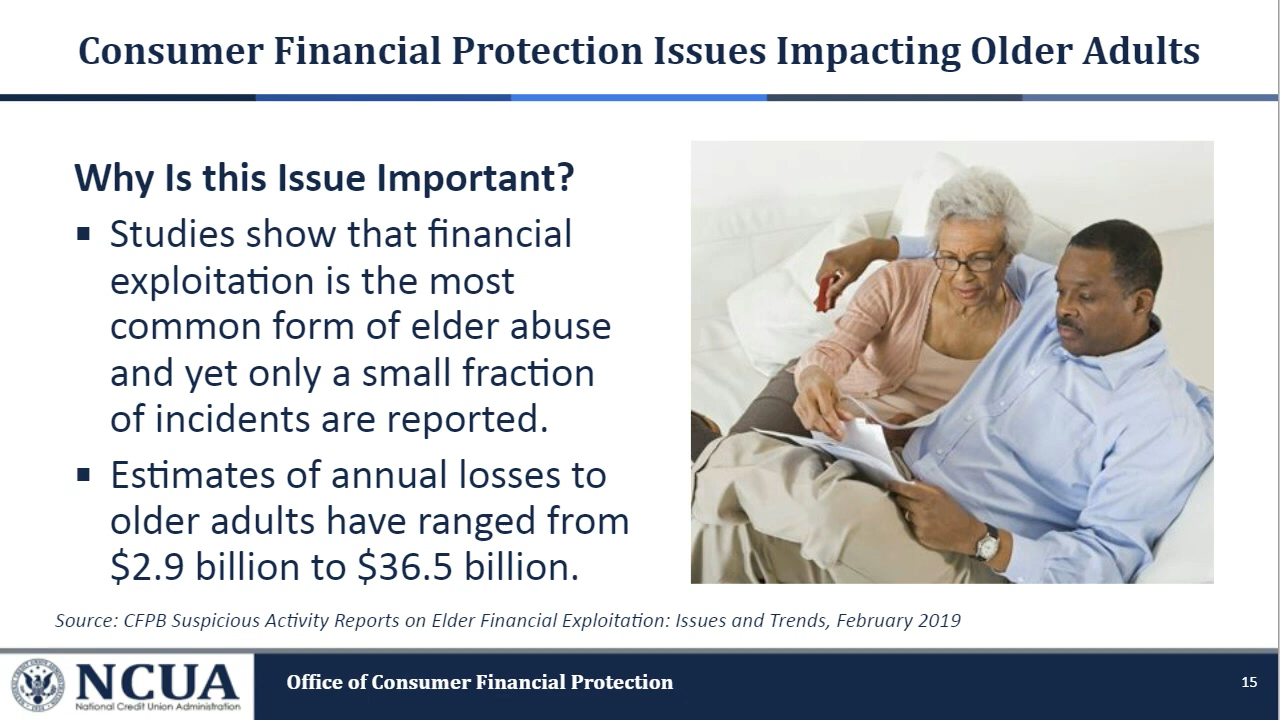 Consumer Financial Protection Issues Impacting Older Adults
Why Is this Issue Important?
▪ Studies show that financial
exploitation is the most
common form of elder abuse
and yet only a small fraction
of incidents are reported.
▪ Estimates of annual losses to
older adults have ranged from
$2.9 billion to $36.5 billion.
Source: CFPB Suspicious Activity Reports on Elder Financial Exploitation: Issues and Trends, February 2019
NCUA
National Credit Union Administration
Office of Consumer Financial Protection
15